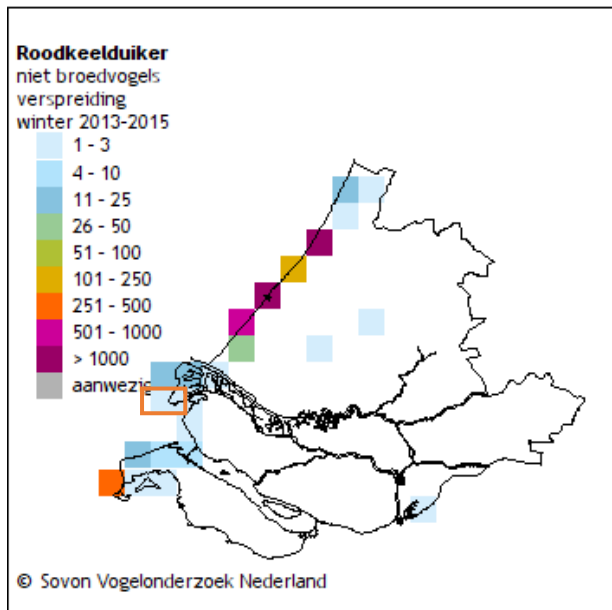 Roodkeelduiker
niet broedvogels
verspreiding
winter 2013-2015
1 - 3
4 - 10
11 - 25
26 - 50
51 - 100
101 - 250
251 - 500
501 - 1000
> 1000
aanwezig
© Sovon Vogelonderzoek Nederland